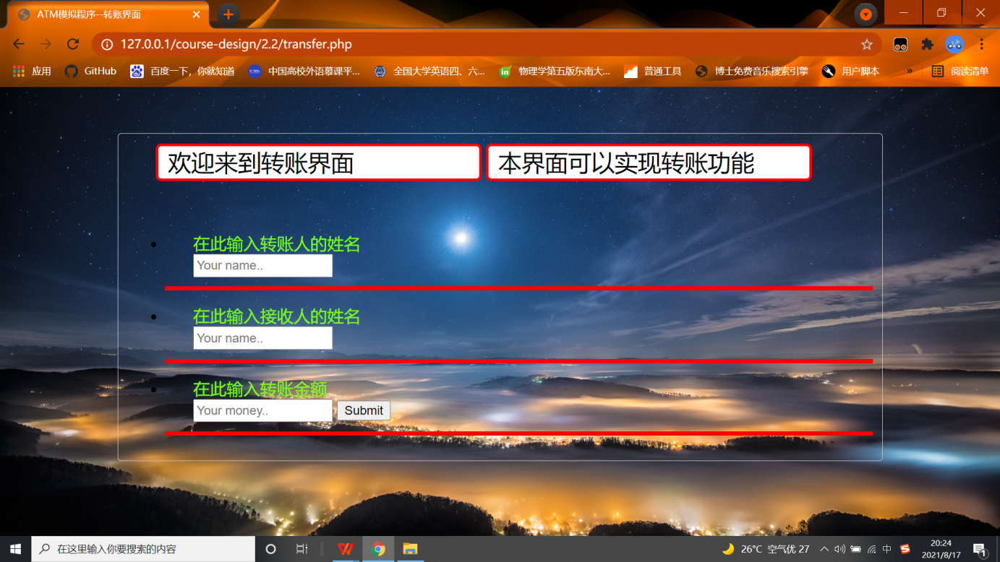 ATM模拟程序--转账界面
127.0.0.1/course-design/2.2/transfer.php
应用 GitHub 百度一下，你就知道 中国高校外语慕课平... 全国大学英语四、六... 物理学第五版东南大... 普通工具 博士免费音乐搜索引擎 用户脚本 » 阅读清单
欢迎来到转账界面 本界面可以实现转账功能
在此输入转账人的姓名
Your name..
在此输入接收人的姓名
Your name..
在此输入转账金额
Your money.. Submit
在这里输入你要搜索的内容 26°C 空气优 27 中 20:24
2021/8/17 1